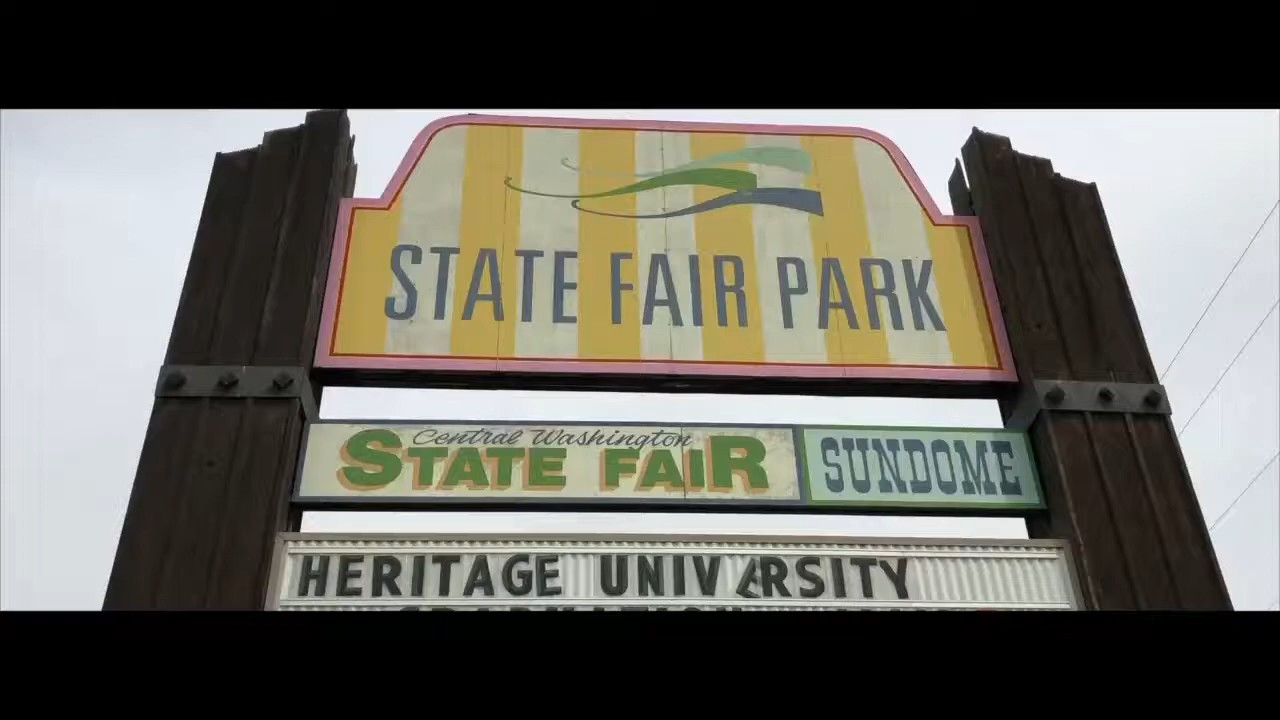 STATE FAIR PARK
Central Washington
STATE FAIR
SUNDOME
HERITAGE UNIVERSITY